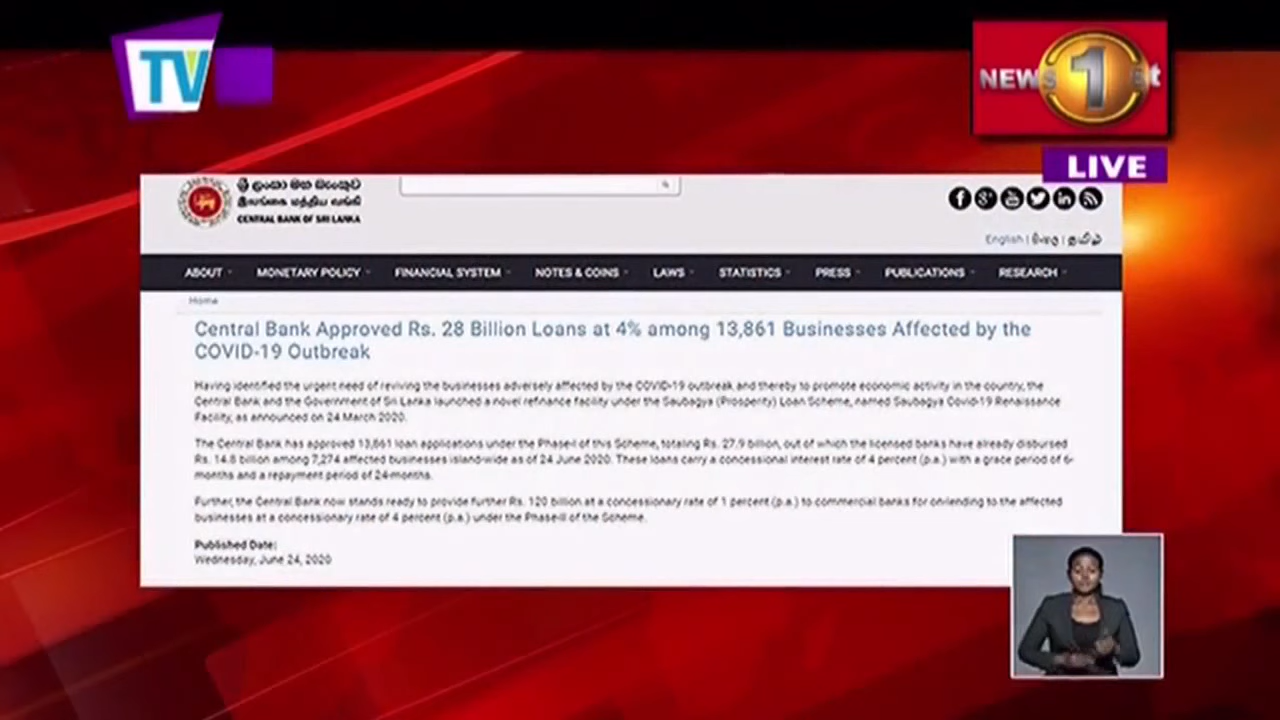 TV
NEWS 1st
LIVE
ශ්‍රී ලංකා මහ බැංකුව
இலங்கை மத்திய வங்கி
CENTRAL BANK OF SRI LANKA
English | සිංහල | தமிழ்
ABOUT MONETARY POLICY FINANCIAL SYSTEM NOTES & COINS LAWS STATISTICS PRESS PUBLICATIONS RESEARCH
Home
Central Bank Approved Rs. 28 Billion Loans at 4% among 13,861 Businesses Affected by the
COVID-19 Outbreak
Having identified the urgent need of reviving the businesses adversely affected by the COVID-19 outbreak and thereby to promote economic activity in the country, the
Central Bank and the Government of Sri Lanka launched a novel refinance facility under the Saubagya (Prosperity) Loan Scheme, named Saubagya Covid-19 Renaissance
Facility, as announced on 24 March 2020.
The Central Bank has approved 13,861 loan applications under the Phase-I of this Scheme, totaling Rs. 27.9 billion, out of which the licensed banks have already disbursed
Rs. 14.8 billion among 7,274 affected businesses island-wide as of 24 June 2020. These loans carry a concessional interest rate of 4 percent (p.a.) with a grace period of 6-
months and a repayment period of 24-months.
Further, the Central Bank now stands ready to provide further Rs. 120 billion at a concessionary rate of 1 percent (p.a.) to commercial banks for on-lending to the affected
businesses at a concessionary rate of 4 percent (p.a.) under the Phase-II of the Scheme.
Published Date:
Wednesday, June 24, 2020